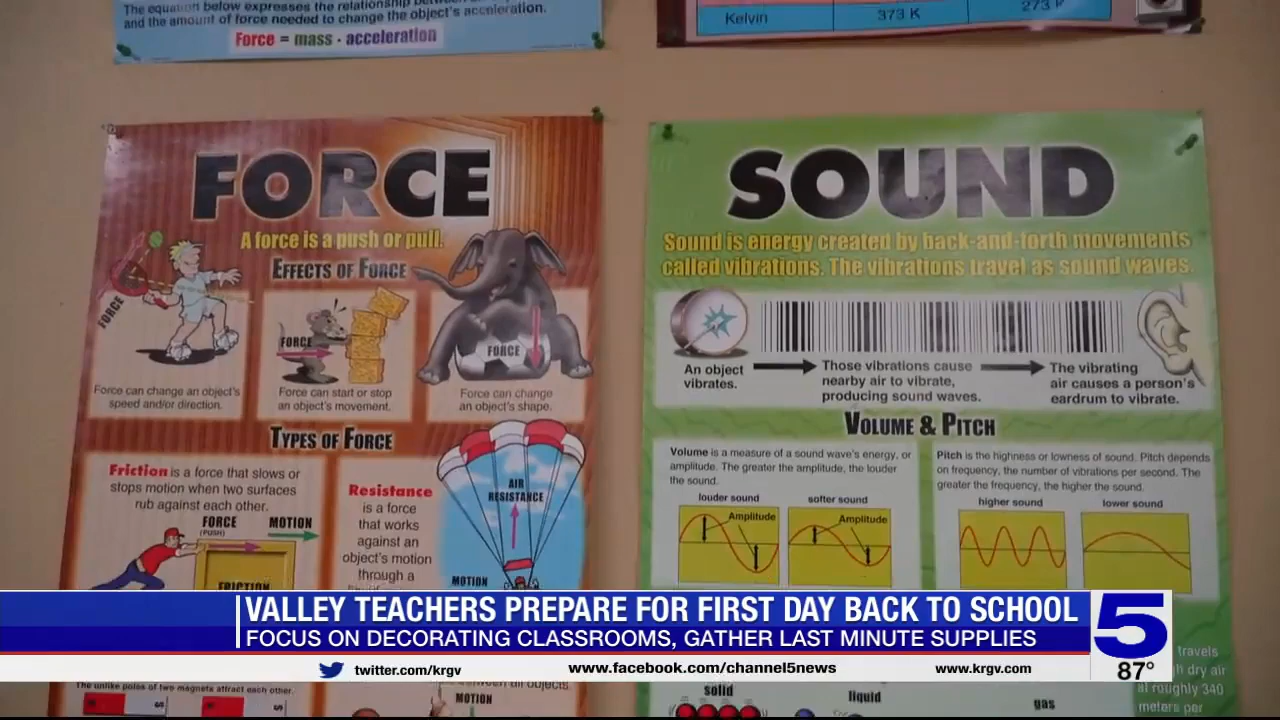 The equation below expresses the relationship between
and the amount of force needed to change the object's acceleration.
Force = mass · acceleration
Kelvin
373 K
273 K
FORCE
A force is a push or pull.
EFFECTS OF FORCE
FORCE
FORCE
FORCE
Force can change an object's
speed and/or direction.
Force can start or stop
an object's movement.
Force can change
an object's shape.
TYPES OF FORCE
Friction is a force that slows or
stops motion when two surfaces
rub against each other.
FORCE
(PUSH)
MOTION
FRICTION
Resistance
is a force
that works
against an
object's motion
through a
AIR
RESISTANCE
MOTION
SOUND
Sound is energy created by back-and-forth movements
called vibrations. The vibrations travel as sound waves.
An object
vibrates.
Those vibrations cause
nearby air to vibrate,
producing sound waves.
The vibrating
air causes a person's
eardrum to vibrate.
VOLUME & PITCH
Volume is a measure of a sound wave's energy, or
amplitude. The greater the amplitude, the louder
the sound.
louder sound
softer sound
Amplitude
Amplitude
Pitch is the highness or lowness of sound. Pitch depends
on frequency, the number of vibrations per second. The
greater the frequency, the higher the sound.
higher sound
lower sound
VALLEY TEACHERS PREPARE FOR FIRST DAY BACK TO SCHOOL
FOCUS ON DECORATING CLASSROOMS, GATHER LAST MINUTE SUPPLIES
5
twitter.com/krgv
www.facebook.com/channel5news
www.krgv.com
87°
The unlike poles of two magnets attract each other.
between all objects.
MOTION
solid
liquid
gas
travels
dry air
at roughly 340
meters per